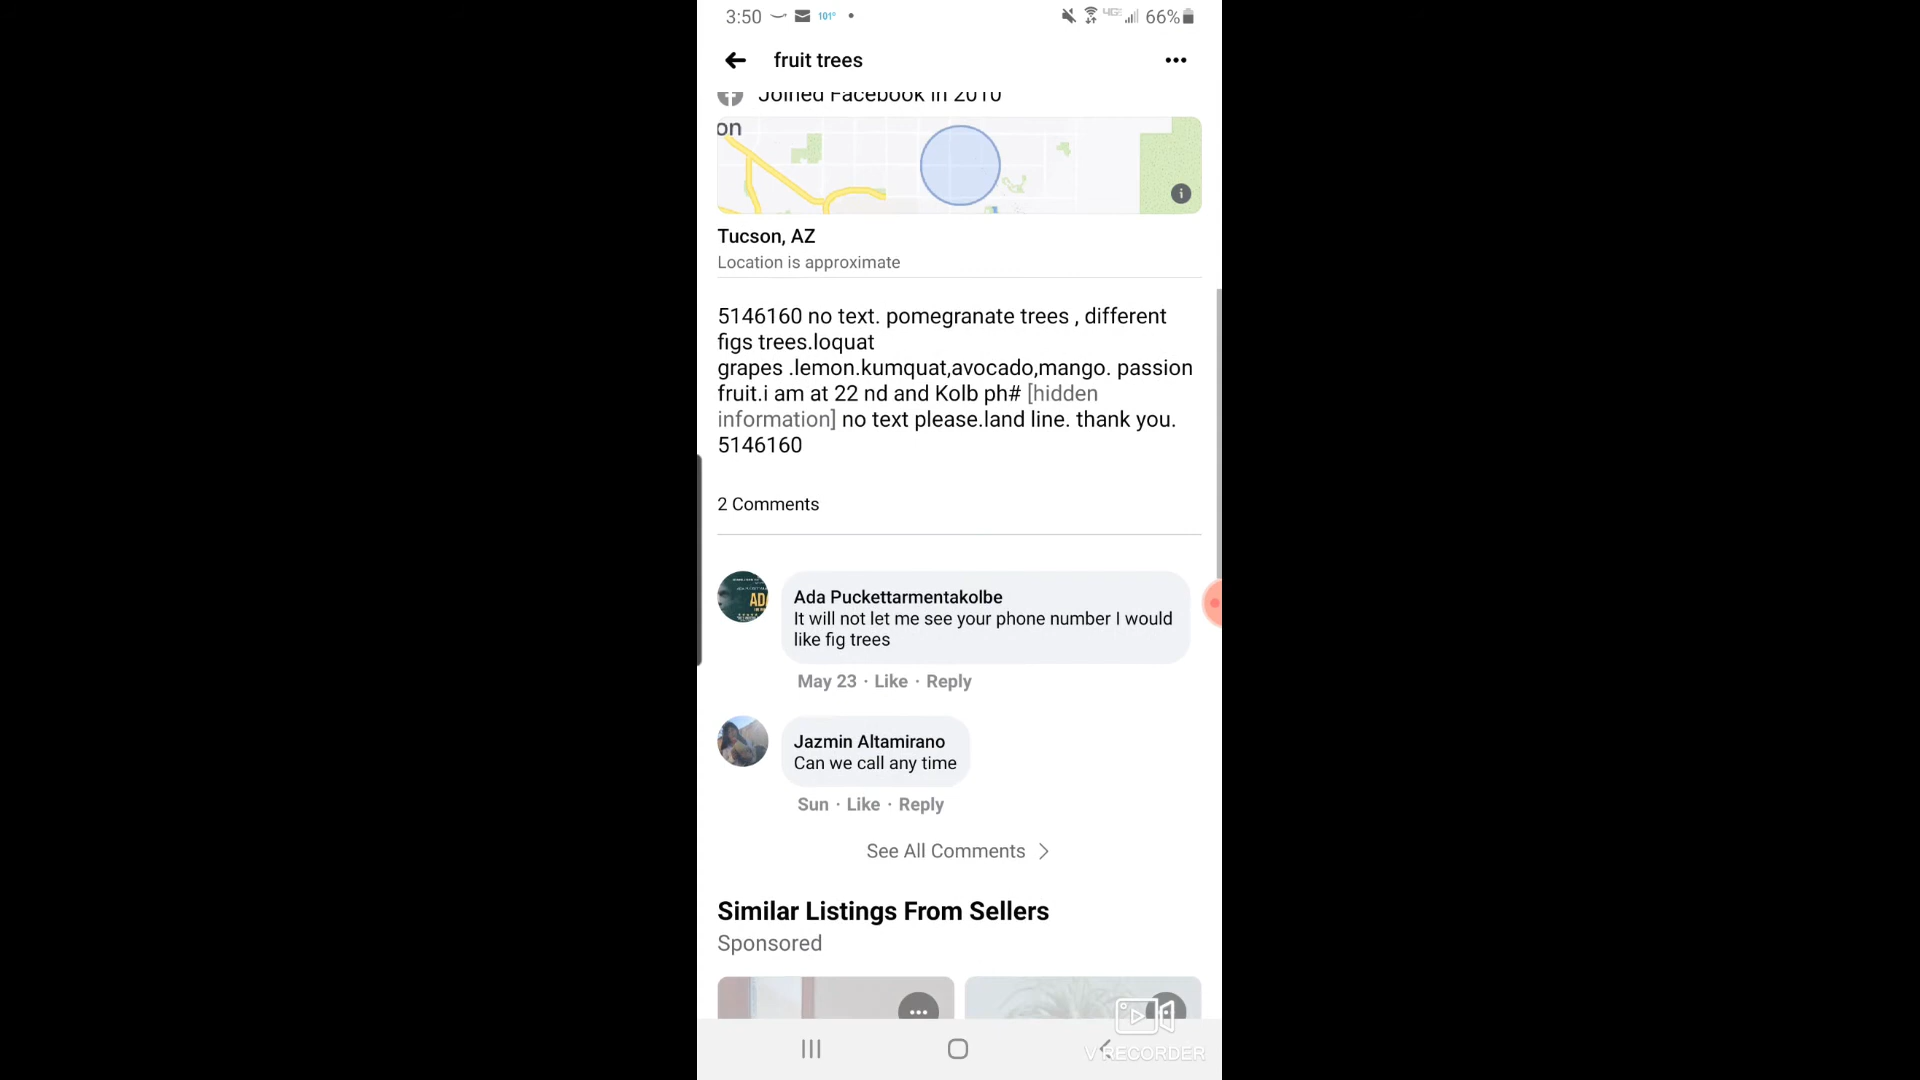 3:50 101° 66%
fruit trees
Joined Facebook in 2010
on
Tucson, AZ
Location is approximate
5146160 no text. pomegranate trees , different
figs trees.loquat
grapes .lemon.kumquat,avocado,mango. passion
fruit.i am at 22 nd and Kolb ph# [hidden
information] no text please.land line. thank you.
5146160
2 Comments
AD
Ada Puckettarmentakolbe
It will not let me see your phone number I would
like fig trees
May 23 · Like · Reply
Jazmin Altamirano
Can we call any time
Sun · Like · Reply
See All Comments
Similar Listings From Sellers
Sponsored
V RECORDER